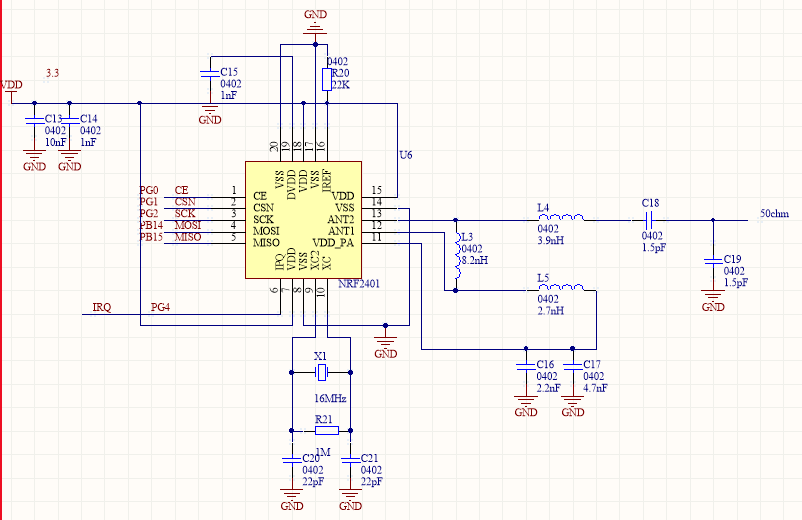 GND
3.3
VDD
C15
0402
1nF
GND
0402
R20
22K
C13
0402
10nF
GND
C14
0402
1nF
GND
U6
20
19
18
17
16
VSS
DVDD
VDD
VSS
IREF
PG0 CE 1 CE
PG1 CSN 2 CSN
PG2 SCK 3 SCK
PB14 MOSI 4 MOSI
PB15 MISO 5 MISO
VDD 15
VSS 14
ANT2 13
ANT1 12
VDD_PA 11
IPQ
VDD
VSS
XC2
XC
6
7
8
9
10
NRF2401
IRQ PG4
GND
L3
0402
8.2nH
L4
0402
3.9nH
C18
0402
1.5pF
50hm
C19
0402
1.5pF
GND
L5
0402
2.7nH
C16
0402
2.2nF
GND
C17
0402
4.7nF
GND
X1
16MHz
R21
1M
C20
0402
22pF
GND
C21
0402
22pF
GND